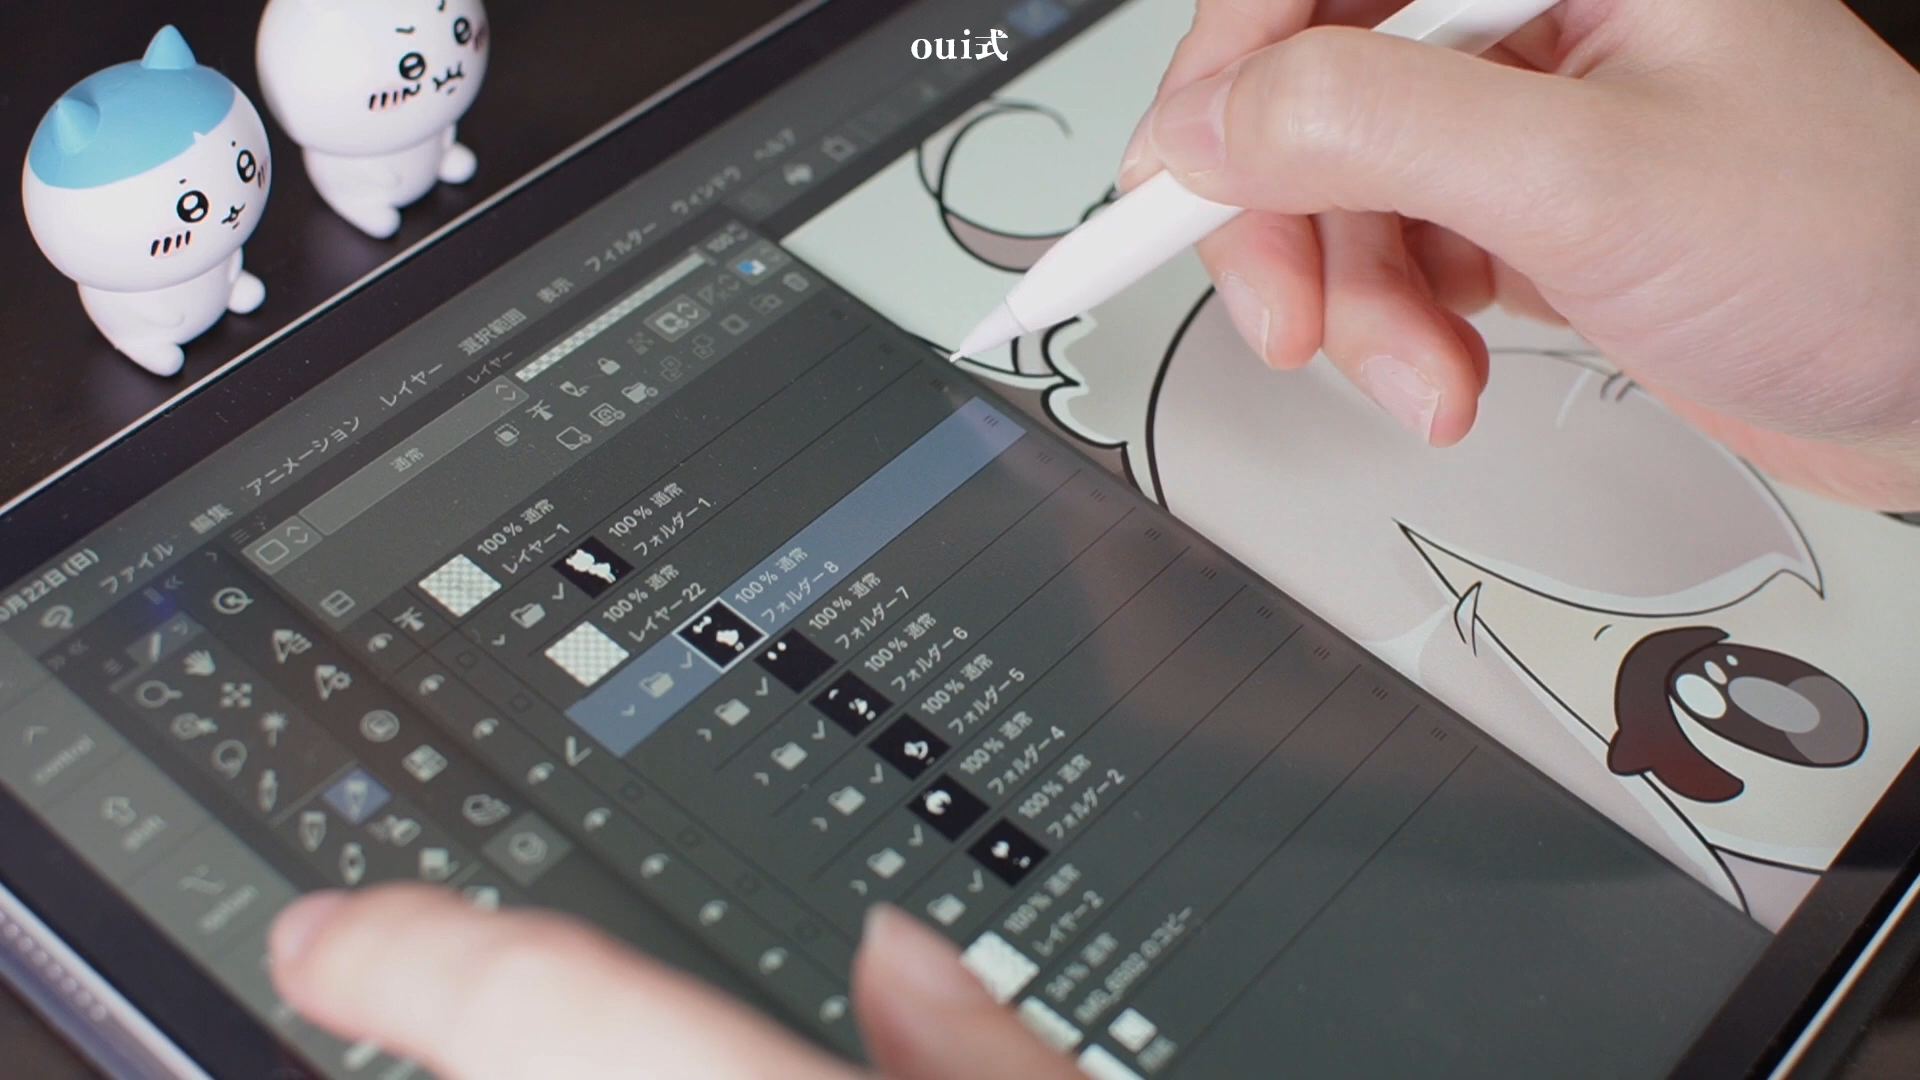 oui式
0月22日(日)
ファイル 編集 アニメーション レイヤー 選択範囲 表示 フィルター ウィンドウ ヘルプ
レイヤー
通常
100
100% 通常
レイヤー1
100% 通常
フォルダー1
100% 通常
レイヤー22
100% 通常
フォルダー8
100% 通常
フォルダー7
100% 通常
フォルダー6
100% 通常
フォルダー5
100% 通常
フォルダー4
100% 通常
フォルダー2
100% 通常
レイヤー2
34% 通常
のコピー
control
shift
option